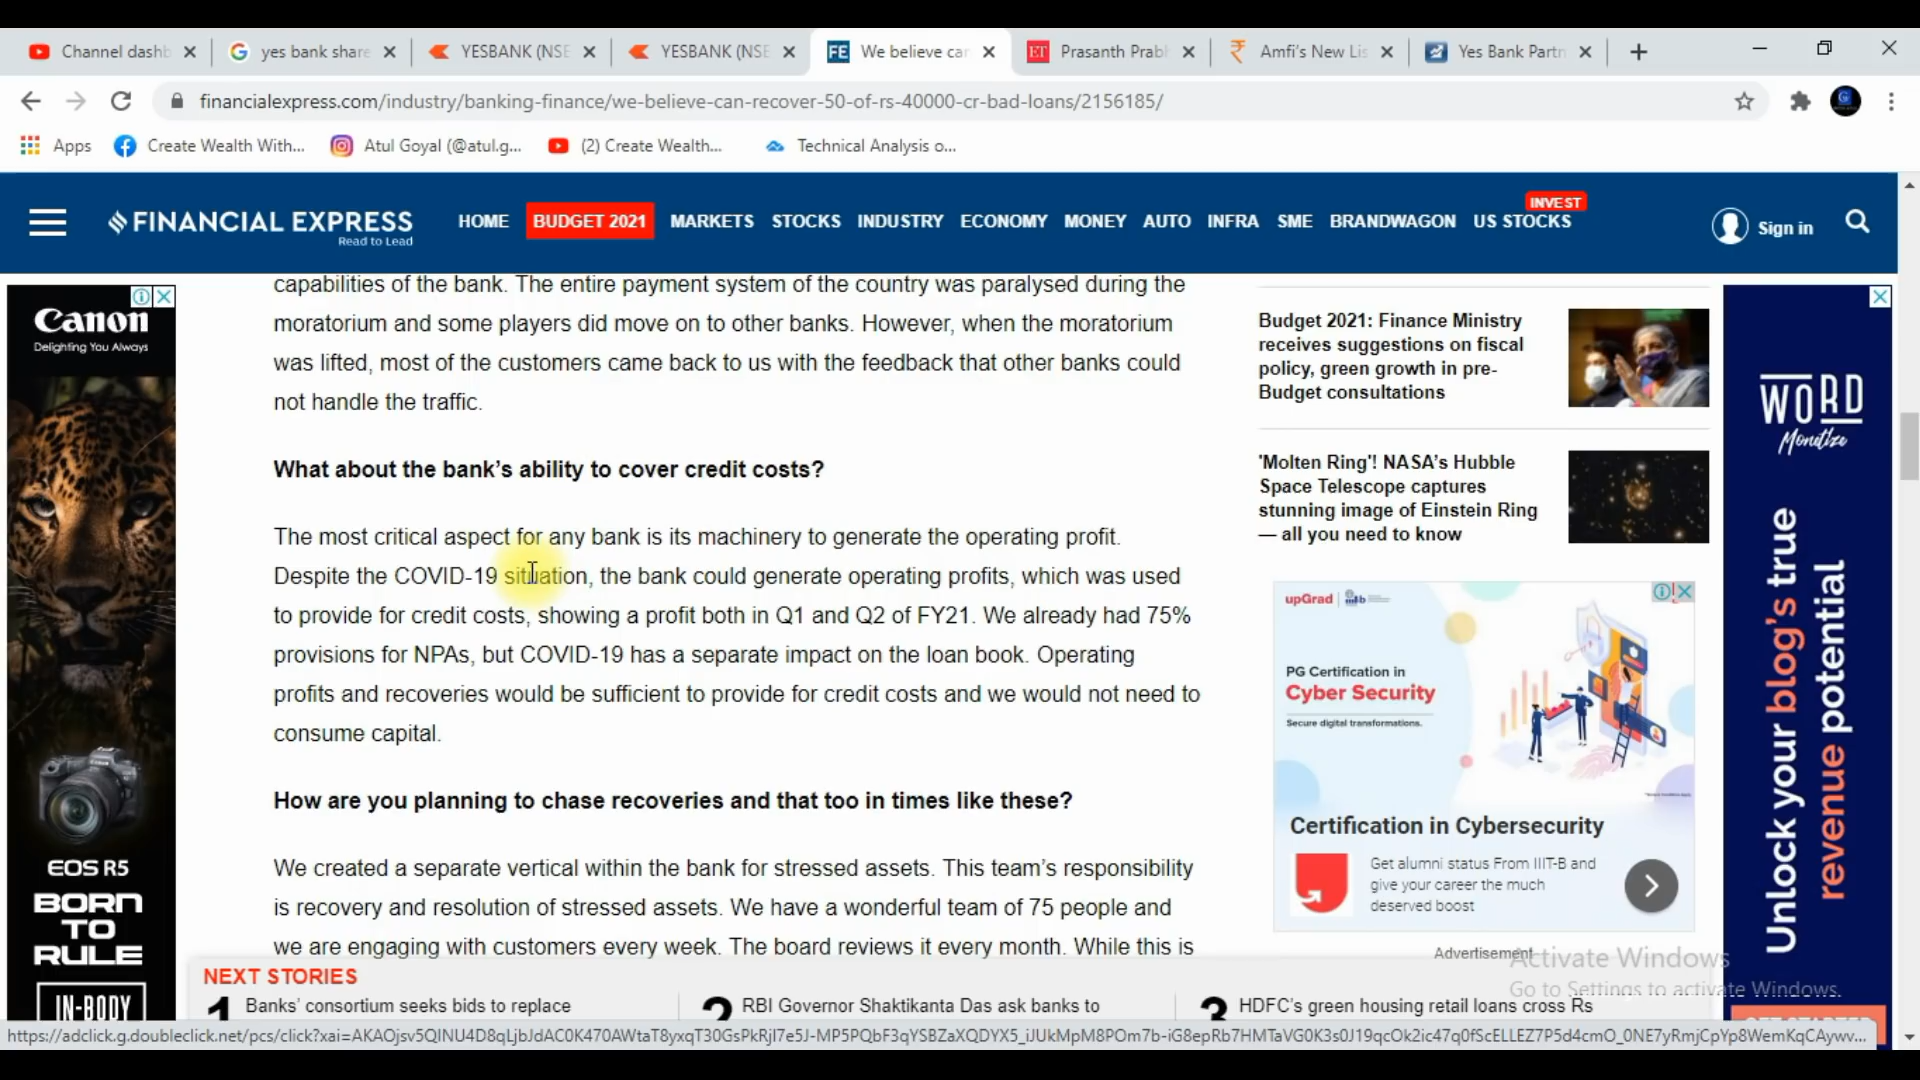 Channel dashb
yes bank share
YESBANK (NSE
YESBANK (NSE
FE
We believe car
ET
Prasanth Prabh
Amfi's New Lis
Yes Bank Partn
financialexpress.com/industry/banking-finance/we-believe-can-recover-50-of-rs-40000-cr-bad-loans/2156185/
Apps
Create Wealth With...
Atul Goyal (@atul.g...
(2) Create Wealth...
Technical Analysis o...
FINANCIAL EXPRESS
Read to Lead
HOME
BUDGET 2021
MARKETS
STOCKS
INDUSTRY
ECONOMY
MONEY
AUTO
INFRA
SME
BRANDWAGON
INVEST
US STOCKS
Sign in
capabilities of the bank. The entire payment system of the country was paralysed during the
moratorium and some players did move on to other banks. However, when the moratorium
was lifted, most of the customers came back to us with the feedback that other banks could
not handle the traffic.
What about the bank's ability to cover credit costs?
The most critical aspect for any bank is its machinery to generate the operating profit.
Despite the COVID-19 situation, the bank could generate operating profits, which was used
to provide for credit costs, showing a profit both in Q1 and Q2 of FY21. We already had 75%
provisions for NPAs, but COVID-19 has a separate impact on the loan book. Operating
profits and recoveries would be sufficient to provide for credit costs and we would not need to
consume capital.
How are you planning to chase recoveries and that too in times like these?
We created a separate vertical within the bank for stressed assets. This team's responsibility
is recovery and resolution of stressed assets. We have a wonderful team of 75 people and
we are engaging with customers every week. The board reviews it every month. While this is
Canon
Delighting You Always
EOS R5
BORN
TO
RULE
IN-BODY
Budget 2021: Finance Ministry
receives suggestions on fiscal
policy, green growth in pre-
Budget consultations
'Molten Ring'! NASA's Hubble
Space Telescope captures
stunning image of Einstein Ring
— all you need to know
upGrad
PG Certification in
Cyber Security
Secure digital transformations.
Certification in Cybersecurity
Get alumni status From IIIT-B and
give your career the much
deserved boost
Advertisement
WORD
Monetize
Unlock your blog's true
revenue potential
Activate Windows
Go to Settings to activate Windows.
NEXT STORIES
1 Banks' consortium seeks bids to replace
2 RBI Governor Shaktikanta Das ask banks to
3 HDFC's green housing retail loans cross Rs